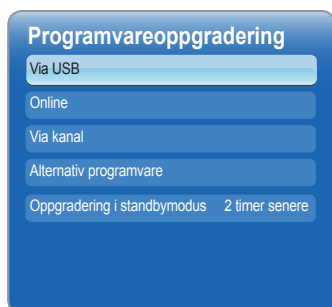 Programvareoppgradering
Via USB
Online
Via kanal
Alternativ programvare
Oppgradering i standbymodus 2 timer senere